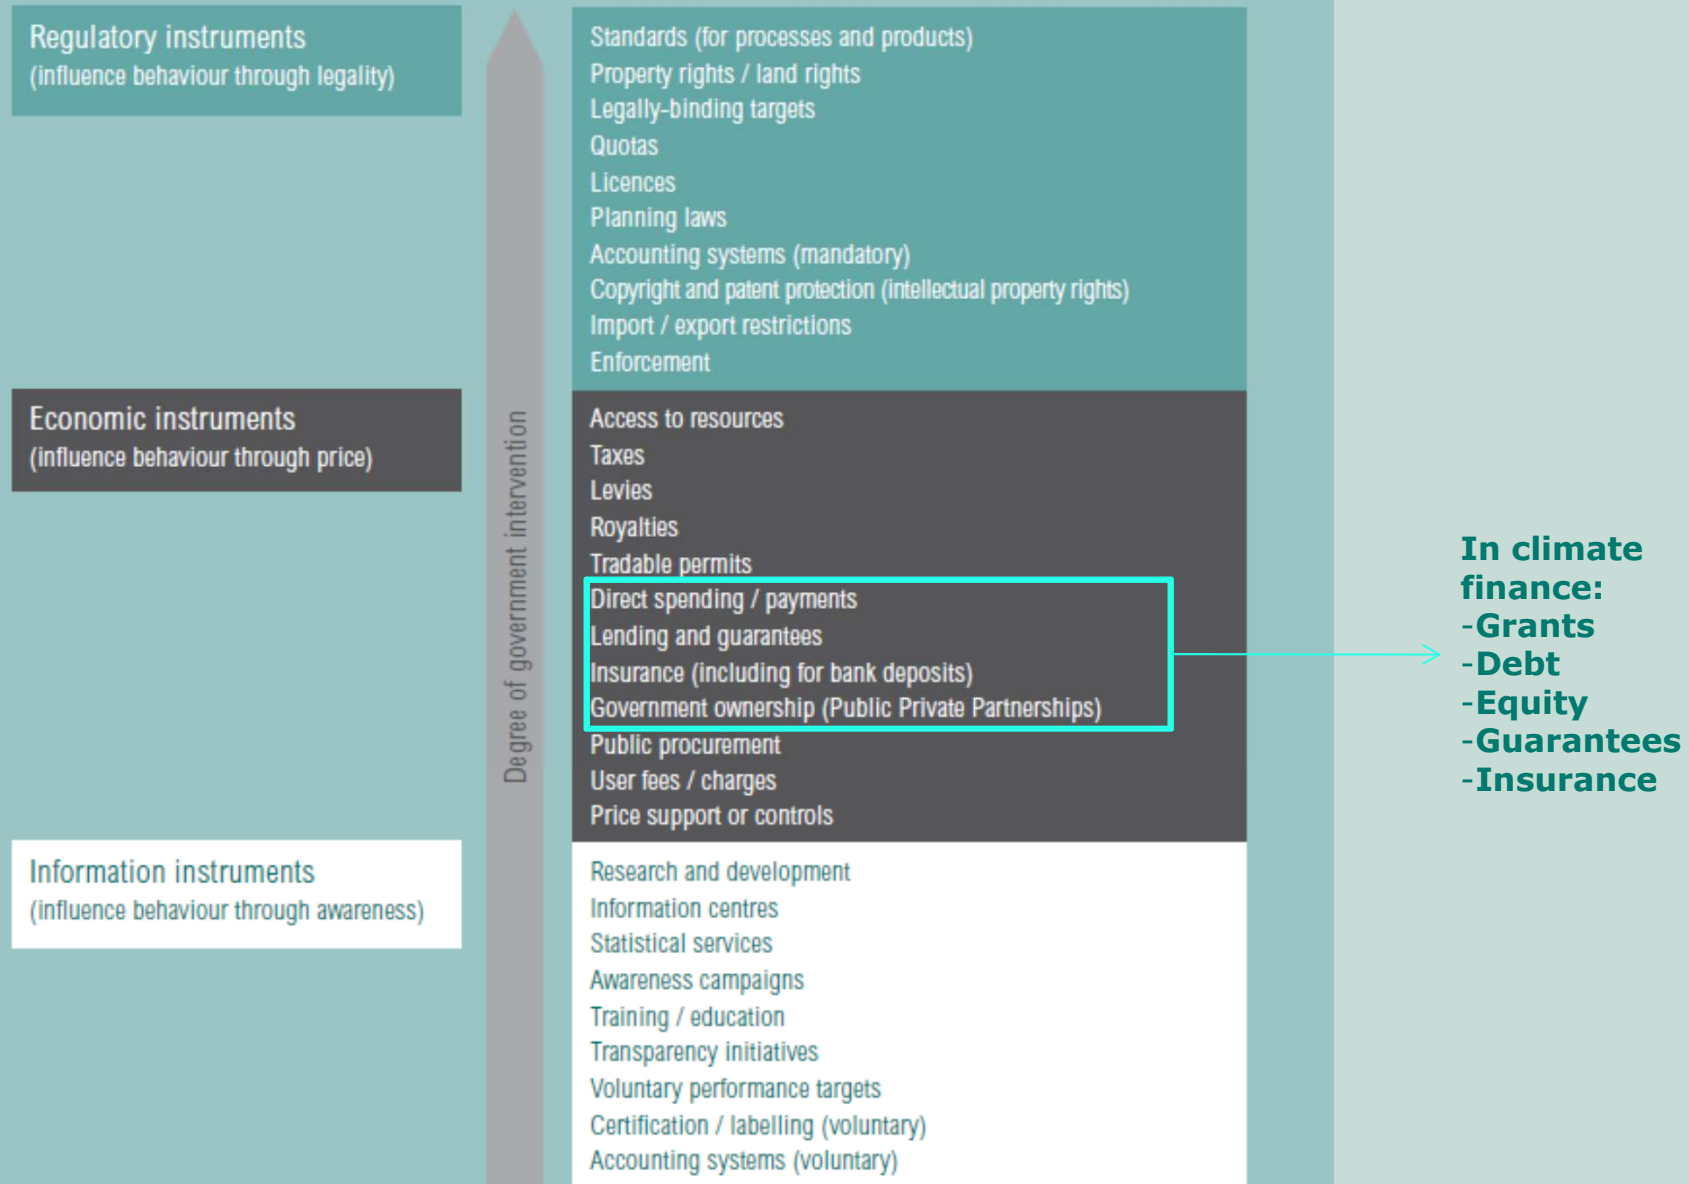 Regulatory instruments
(influence behaviour through legality)
Standards (for processes and products)
Property rights / land rights
Legally-binding targets
Quotas
Licences
Planning laws
Accounting systems (mandatory)
Copyright and patent protection (intellectual property rights)
Import / export restrictions
Enforcement
Degree of government intervention
Economic instruments
(influence behaviour through price)
Access to resources
Taxes
Levies
Royalties
Tradable permits
Direct spending / payments
Lending and guarantees
Insurance (including for bank deposits)
Government ownership (Public Private Partnerships)
Public procurement
User fees / charges
Price support or controls
In climate
finance:
-Grants
-Debt
-Equity
-Guarantees
-Insurance
Information instruments
(influence behaviour through awareness)
Research and development
Information centres
Statistical services
Awareness campaigns
Training / education
Transparency initiatives
Voluntary performance targets
Certification / labelling (voluntary)
Accounting systems (voluntary)